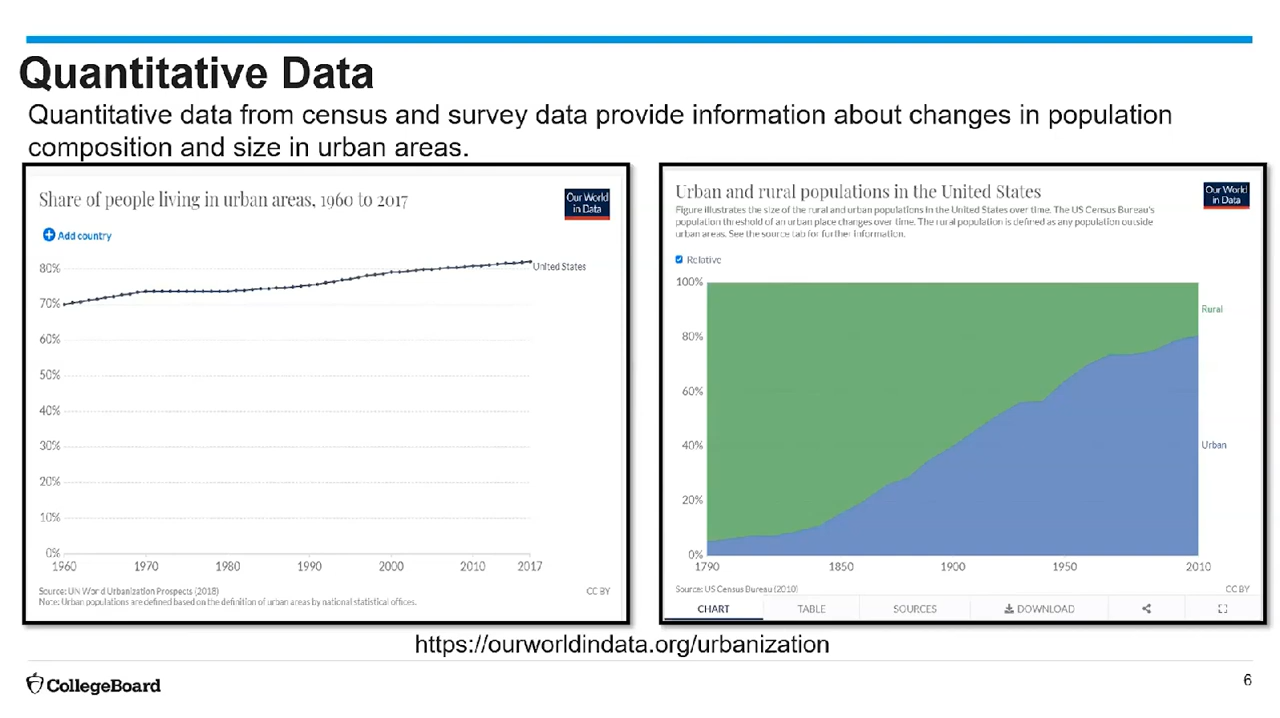 Quantitative Data
Quantitative data from census and survey data provide information about changes in population
composition and size in urban areas.
Share of people living in urban areas, 1960 to 2017
Our World
in Data
Add country
80%
United States
70%
60%
50%
40%
30%
20%
10%
0%
1960 1970 1980 1990 2000 2010 2017
Source: UN World Urbanization Prospects (2018)
CC BY
Note: Urban populations are defined based on the definition of urban areas by national statistical offices.
Urban and rural populations in the United States
Our World
in Data
Figure illustrates the size of the rural and urban populations in the United States over time. The US Census Bureau's
population threshold of an urban place changes over time. The rural population is defined as any population outside
urban areas. See the source tab for further information.
Relative
100%
Rural
80%
60%
40%
Urban
20%
0%
1790 1850 1900 1950 2010
Source: US Census Bureau (2010)
CC BY
CHART TABLE SOURCES DOWNLOAD
https://ourworldindata.org/urbanization
CollegeBoard
6